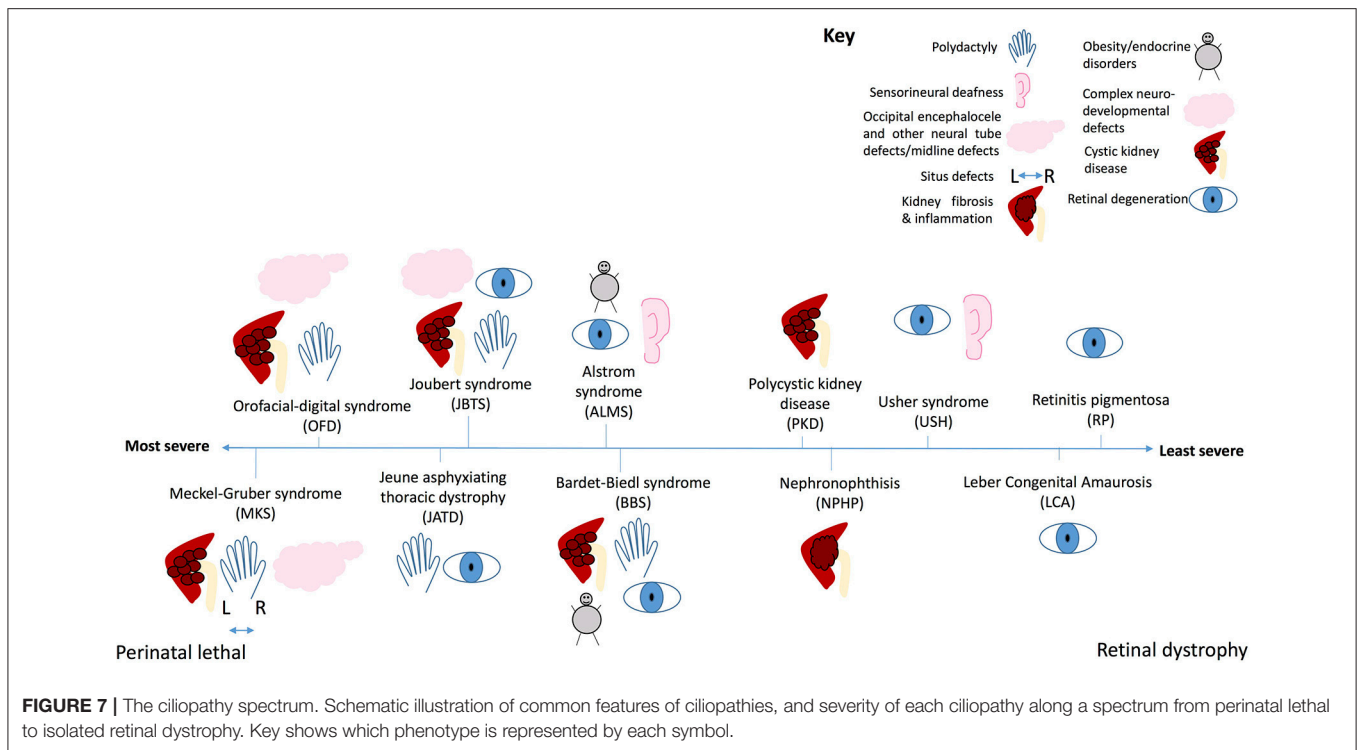 Key
Polydactyly
Obesity/endocrine
disorders
Sensorineural deafness
Complex neuro-
developmental
defects
Occipital encephalocele
and other neural tube
defects/midline defects
Cystic kidney
disease
Situs defects
L R
Kidney fibrosis
& inflammation
Retinal degeneration
Orofacial-digital syndrome
(OFD)
Joubert syndrome
(JBTS)
Alstrom
syndrome
(ALMS)
Polycystic kidney
disease
(PKD)
Usher syndrome
(USH)
Retinitis pigmentosa
(RP)
Most severe
Least severe
Meckel-Gruber syndrome
(MKS)
Jeune asphyxiating
thoracic dystrophy
(JATD)
Bardet-Biedl syndrome
(BBS)
Nephronophthisis
(NPHP)
Leber Congenital Amaurosis
(LCA)
L R
Perinatal lethal
Retinal dystrophy
FIGURE 7 | The ciliopathy spectrum. Schematic illustration of common features of ciliopathies, and severity of each ciliopathy along a spectrum from perinatal lethal
to isolated retinal dystrophy. Key shows which phenotype is represented by each symbol.